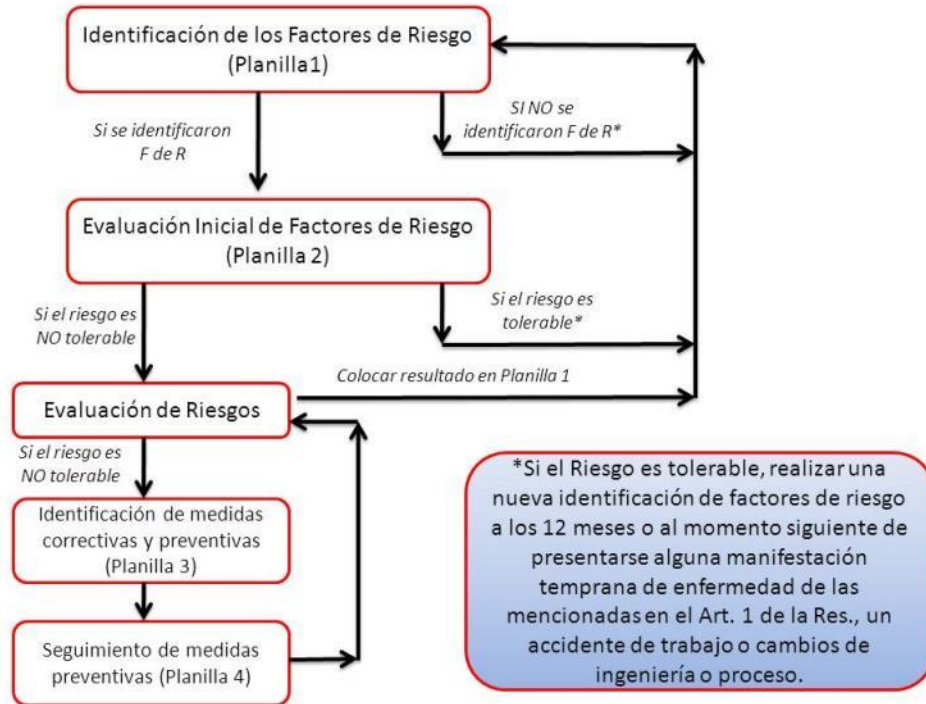 Identificación de los Factores de Riesgo
(Planilla1)
Si se identificaron
F de R
SI NO se
identificaron F de R*
Evaluación Inicial de Factores de Riesgo
(Planilla 2)
Si el riesgo es
NO tolerable
Si el riesgo es
tolerable*
Colocar resultado en Planilla 1
Evaluación de Riesgos
Si el riesgo es
NO tolerable
Identificación de medidas
correctivas y preventivas
(Planilla 3)
Seguimiento de medidas
preventivas (Planilla 4)
*Si el Riesgo es tolerable, realizar una
nueva identificación de factores de riesgo
a los 12 meses o al momento siguiente de
presentarse alguna manifestación
temprana de enfermedad de las
mencionadas en el Art. 1 de la Res., un
accidente de trabajo o cambios de
ingeniería o proceso.